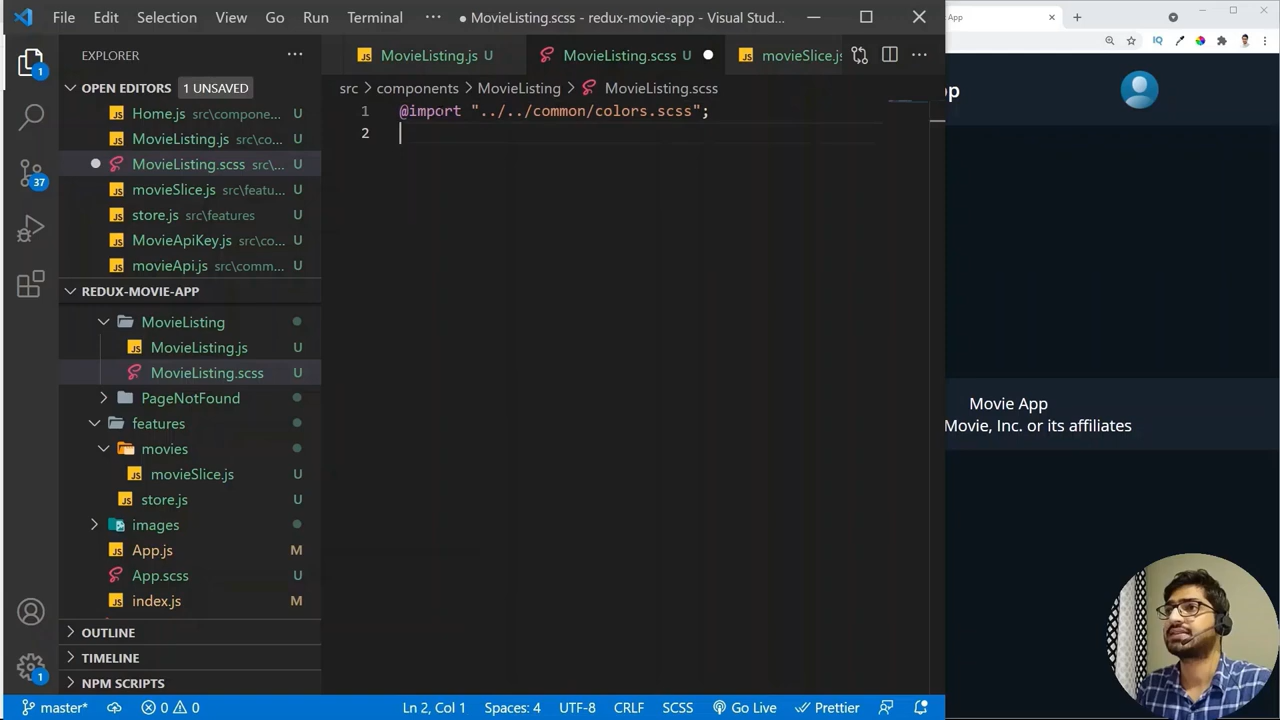 File Edit Selection View Go Run Terminal ··· ● MovieListing.scss - redux-movie-app - Visual Stud...
App
EXPLORER ···
JS MovieListing.js U MovieListing.scss U ● JS movieSlice.js ···
IQ
1
OPEN EDITORS 1 UNSAVED
src > components > MovieListing > MovieListing.scss
JS Home.js src\compone... U
JS MovieListing.js src\co... U
● MovieListing.scss src\... U
JS movieSlice.js src\featu... U
JS store.js src\features U
JS MovieApiKey.js src\co... U
JS movieApi.js src\comm... U
37
1 @import "../../common/colors.scss";
2
REDUX-MOVIE-APP
MovieListing
JS MovieListing.js U
MovieListing.scss U
PageNotFound
features
movies
JS movieSlice.js U
JS store.js U
images
JS App.js M
App.scss U
JS index.js M
OUTLINE
TIMELINE
NPM SCRIPTS
1
Movie App
Movie, Inc. or its affiliates
master* 0 0 Ln 2, Col 1 Spaces: 4 UTF-8 CRLF SCSS Go Live Prettier